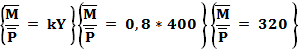 {M̅/P̅ = kY}{M̅/P̅ = 0,8 * 400}{M̅/P̅ = 320}